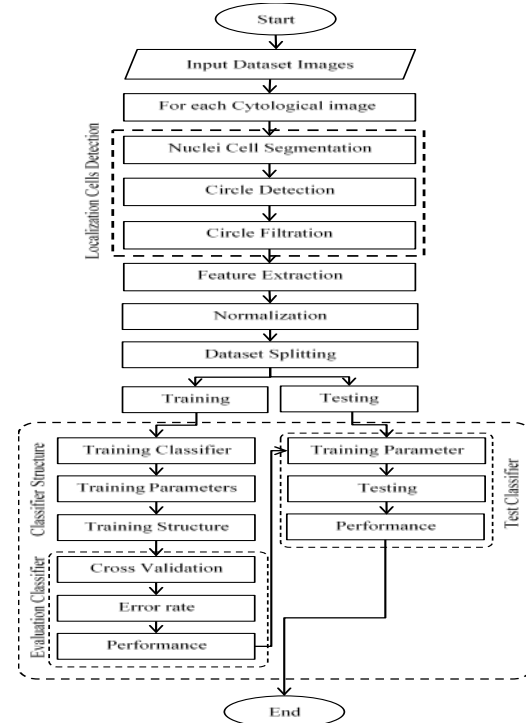 Start
Input Dataset Images
For each Cytological image
Localization Cells Detection
Nuclei Cell Segmentation
Circle Detection
Circle Filtration
Feature Extraction
Normalization
Dataset Splitting
Training
Testing
Classifier Structure
Training Classifier
Training Parameters
Training Structure
Evaluation Classifier
Cross Validation
Error rate
Performance
Training Parameter
Testing
Performance
Test Classifier
End